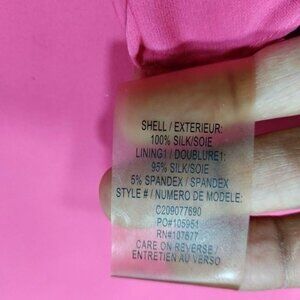 SHELL / EXTERIEUR:
100% SILK/SOIE
LINING1 / DOUBLURE1:
95% SILK/SOIE
5% SPANDEX / SPANDEX
STYLE # / NUMERO DE MODELE:
C209077690
PO#105951
RN#107677
CARE ON REVERSE /
ENTRETIEN AU VERSO